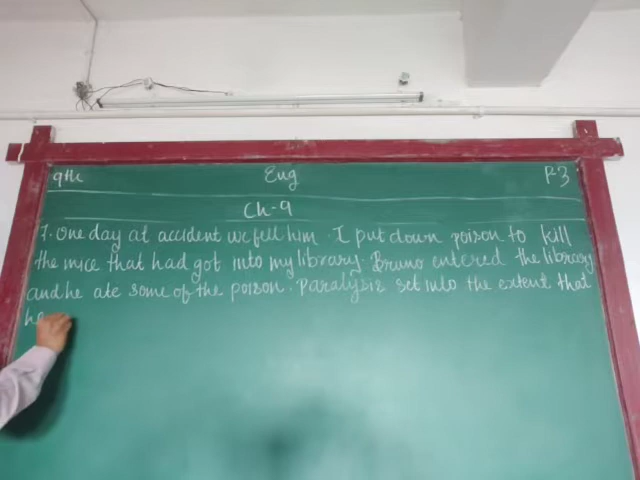 9th Eng P3
Ch-9
7. One day at accident we fell him. I put down poison to kill
the mice that had got into my library. Bruno entered the library
and he ate some of the poison. Paralysis set into the extent that
he